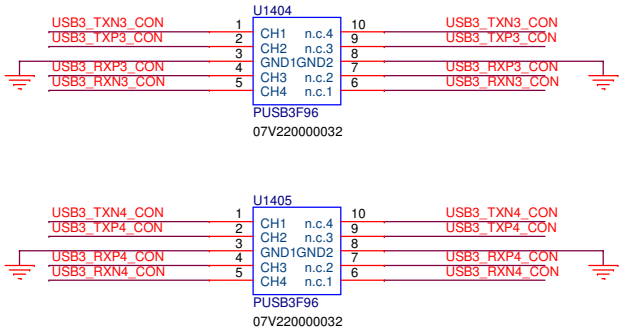 U1404
USB3_TXN3_CON 1 CH1 n.c.4 10 USB3_TXN3_CON
USB3_TXP3_CON 2 CH2 n.c.3 9 USB3_TXP3_CON
3 GND1GND2 8
USB3_RXP3_CON 4 CH3 n.c.2 7 USB3_RXP3_CON
USB3_RXN3_CON 5 CH4 n.c.1 6 USB3_RXN3_CON
PUSB3F96
07V220000032
U1405
USB3_TXN4_CON 1 CH1 n.c.4 10 USB3_TXN4_CON
USB3_TXP4_CON 2 CH2 n.c.3 9 USB3_TXP4_CON
3 GND1GND2 8
USB3_RXP4_CON 4 CH3 n.c.2 7 USB3_RXP4_CON
USB3_RXN4_CON 5 CH4 n.c.1 6 USB3_RXN4_CON
PUSB3F96
07V220000032